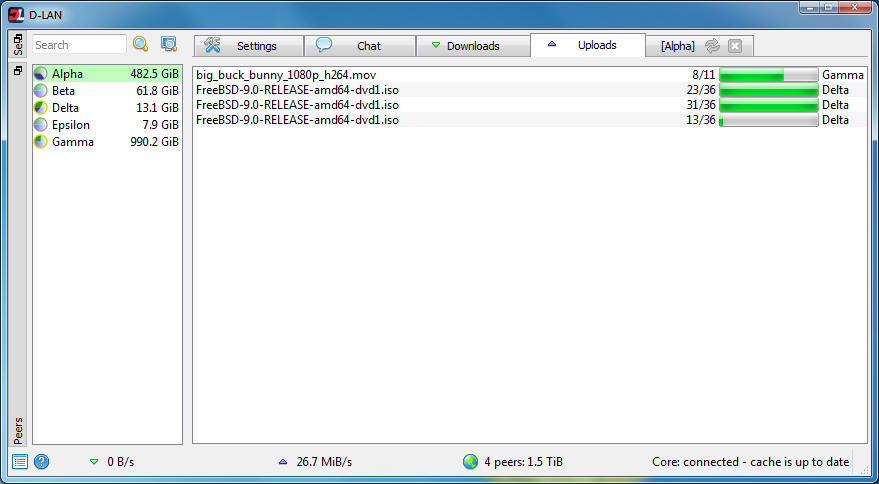 D-LAN
Search
Settings
Chat
Downloads
Uploads
[Alpha]
Peers
Alpha 482.5 GiB
Beta 61.8 GiB
Delta 13.1 GiB
Epsilon 7.9 GiB
Gamma 990.2 GiB
big_buck_bunny_1080p_h264.mov 8/11 Gamma
FreeBSD-9.0-RELEASE-amd64-dvd1.iso 23/36 Delta
FreeBSD-9.0-RELEASE-amd64-dvd1.iso 31/36 Delta
FreeBSD-9.0-RELEASE-amd64-dvd1.iso 13/36 Delta
0 B/s 26.7 MiB/s 4 peers: 1.5 TiB Core: connected - cache is up to date